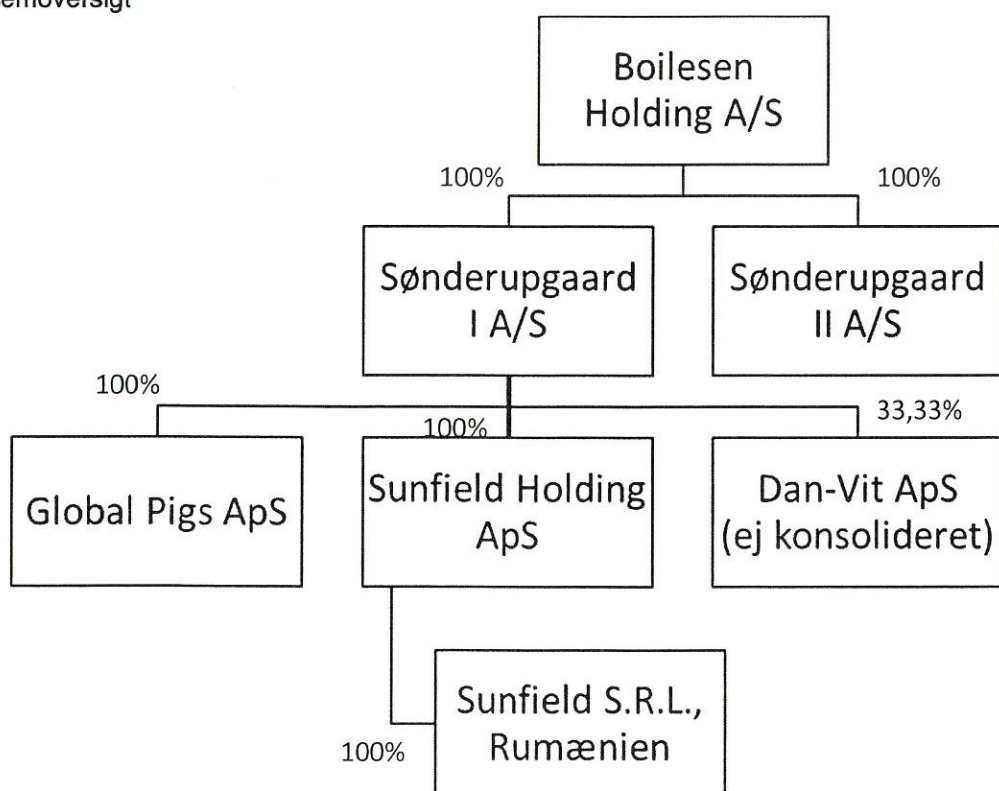 Boilesen
Holding A/S
100%
100%
Sønderupgaard
I A/S
Sønderupgaard
II A/S
100%
100%
33,33%
Global Pigs ApS
Sunfield Holding
ApS
Dan-Vit ApS
(ej konsolideret)
100%
Sunfield S.R.L.,
Rumænien